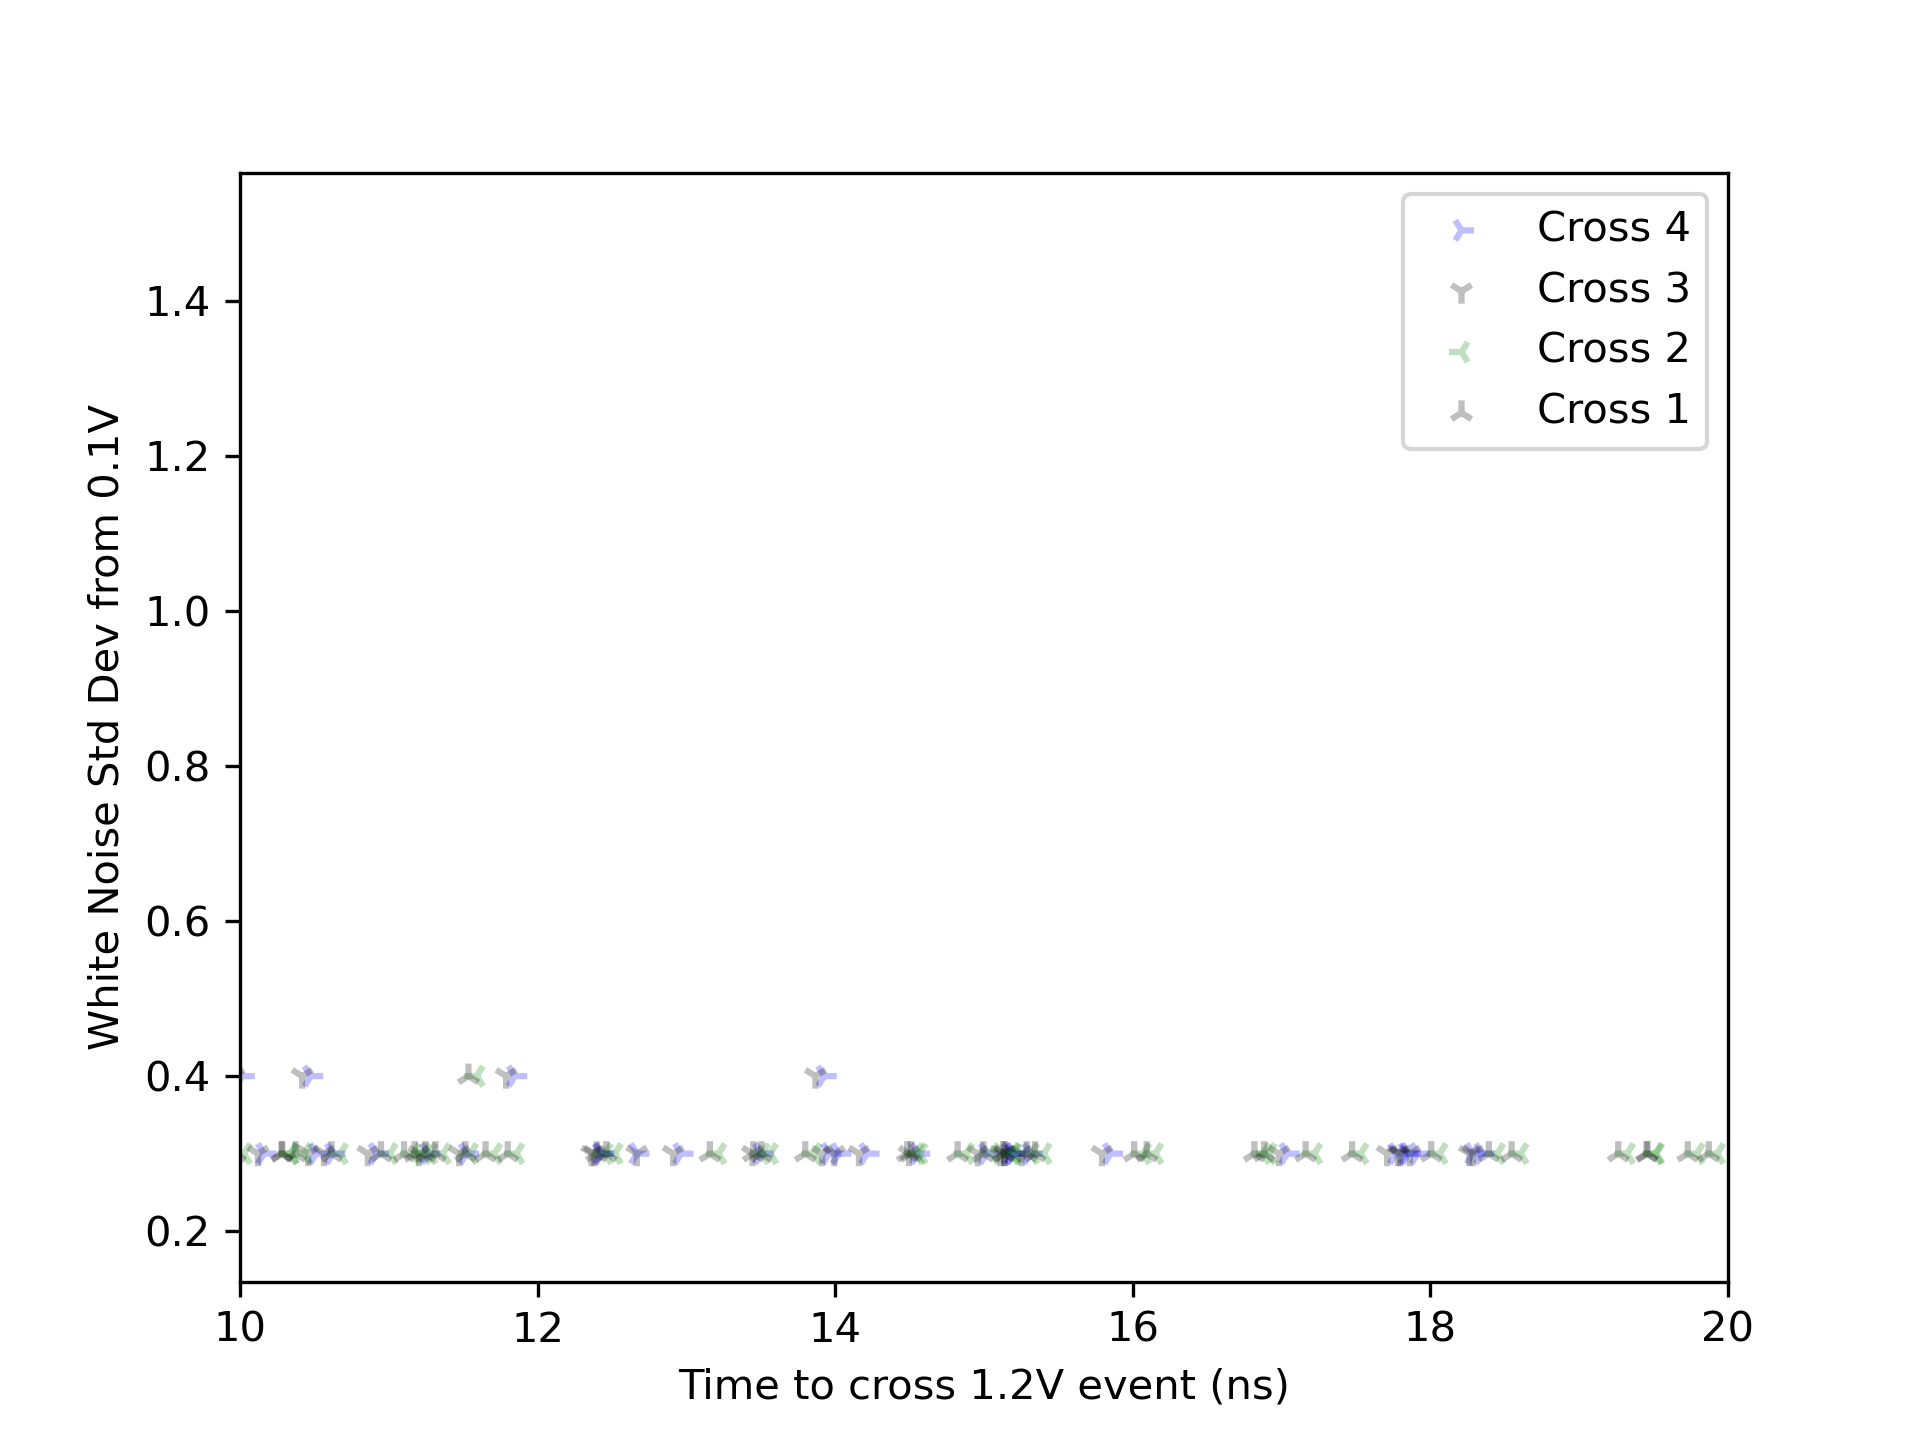 Cross 4
Cross 3
Cross 2
Cross 1
White Noise Std Dev from 0.1V
1.4
1.2
1.0
0.8
0.6
0.4
0.2
10 12 14 16 18 20
Time to cross 1.2V event (ns)